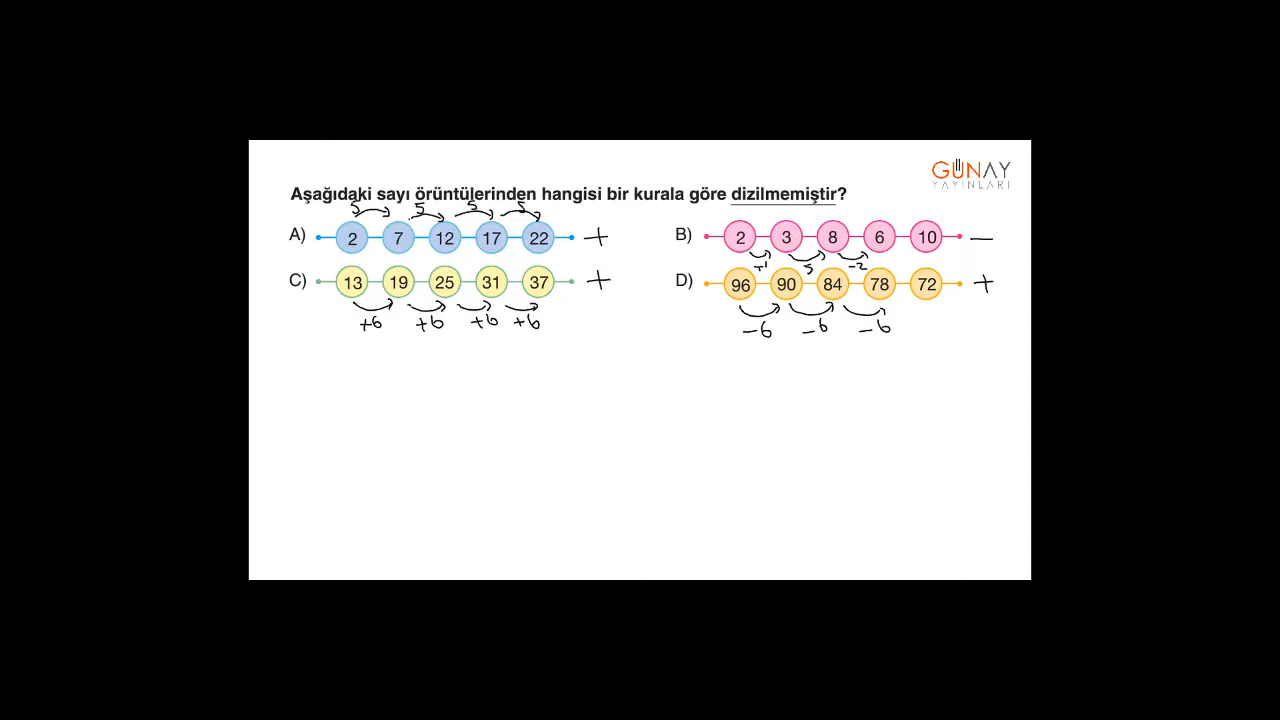 GÜNAY
YAYINLARI
Aşağıdaki sayı örüntülerinden hangisi bir kurala göre dizilmemiştir?
5 5 5 5
A) 2 7 12 17 22 +
B) 2 3 8 6 10 −
+1 5 -2
C) 13 19 25 31 37 +
+6 +6 +6 +6
D) 96 90 84 78 72 +
-6 -6 -6